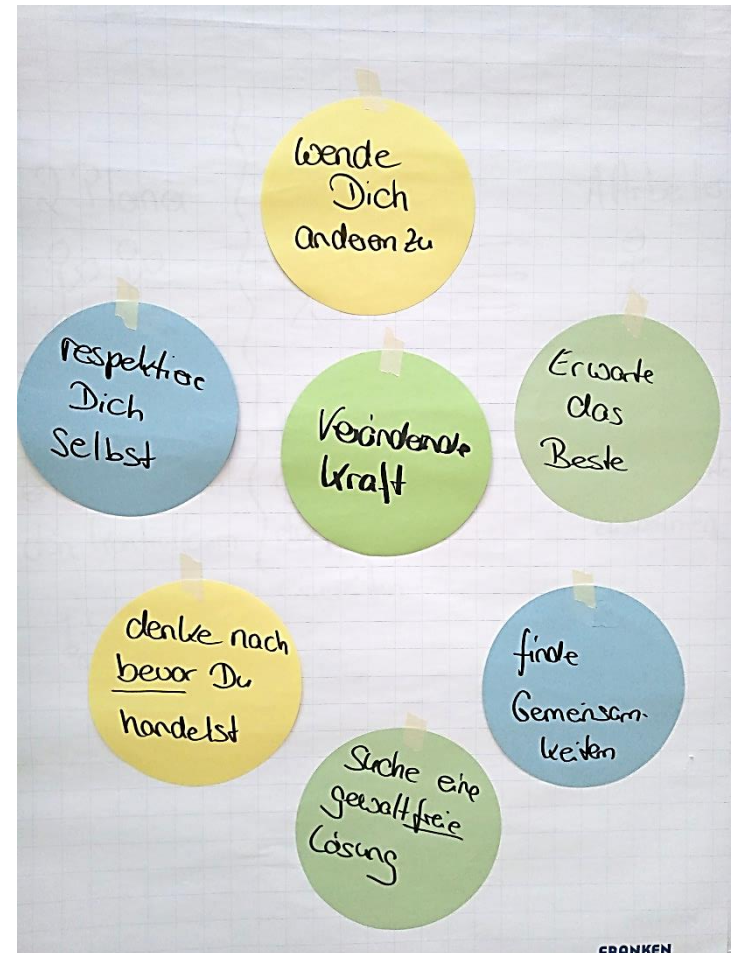 wende
Dich
anderen zu
respektiere
Dich
Selbst
Verändernde
Kraft
Erwarte
das
Beste
denke nach
bevor Du
handelst
finde
Gemeinsam-
keiten
Suche eine
gewaltfreie
Lösung
FRANKEN